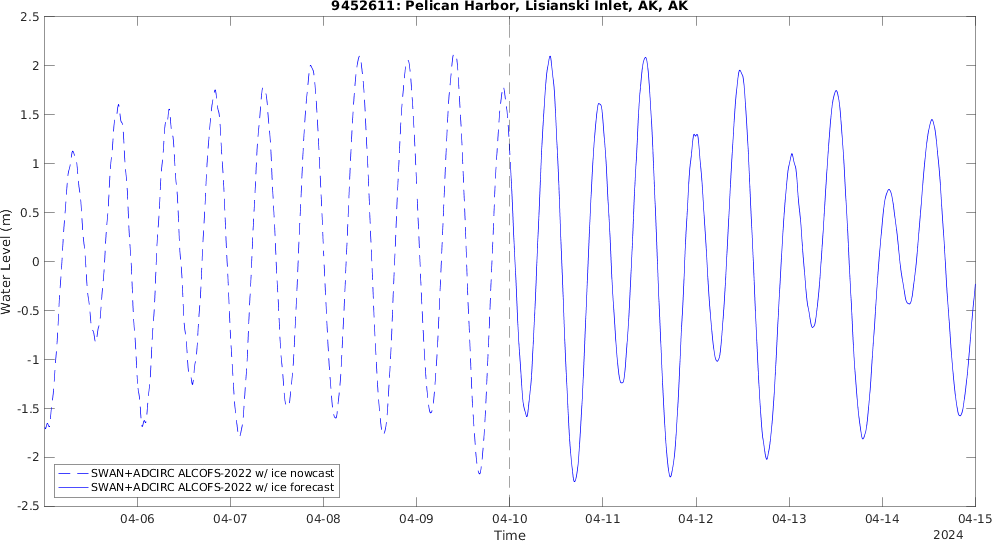 9452611: Pelican Harbor, Lisianski Inlet, AK, AK
2.5
2
1.5
1
0.5
0
-0.5
-1
-1.5
-2
-2.5
Water Level (m)
SWAN+ADCIRC ALCOFS-2022 w/ ice nowcast
SWAN+ADCIRC ALCOFS-2022 w/ ice forecast
04-06 04-07 04-08 04-09 04-10 04-11 04-12 04-13 04-14 04-15
Time
2024